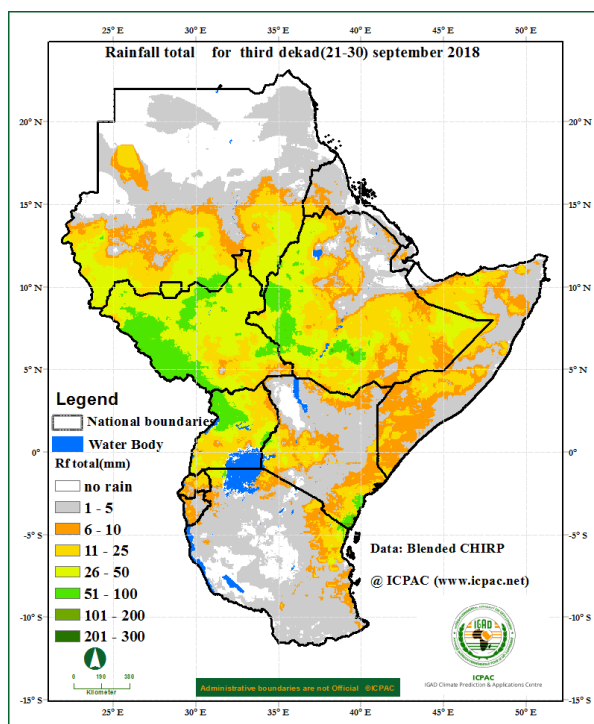 Rainfall total for third dekad(21-30) september 2018
25° E 30° E 35° E 40° E 45° E 50° E
20° N 20° N
15° N 15° N
10° N 10° N
5° N 5° N
0° 0°
-5° S -5° S
-10° S -10° S
-15° S -15° S
Legend
National boundaries
Water Body
Rf total(mm)
no rain
1 - 5
6 - 10
11 - 25
26 - 50
51 - 100
101 - 200
201 - 300
Data: Blended CHIRP
@ ICPAC (www.icpac.net)
IGAD
ICPAC
IGAD Climate Prediction & Applications Centre
Kilometer
Administrative boundaries are not Official ©ICPAC
25° E 30° E 35° E 40° E 45° E 50° E